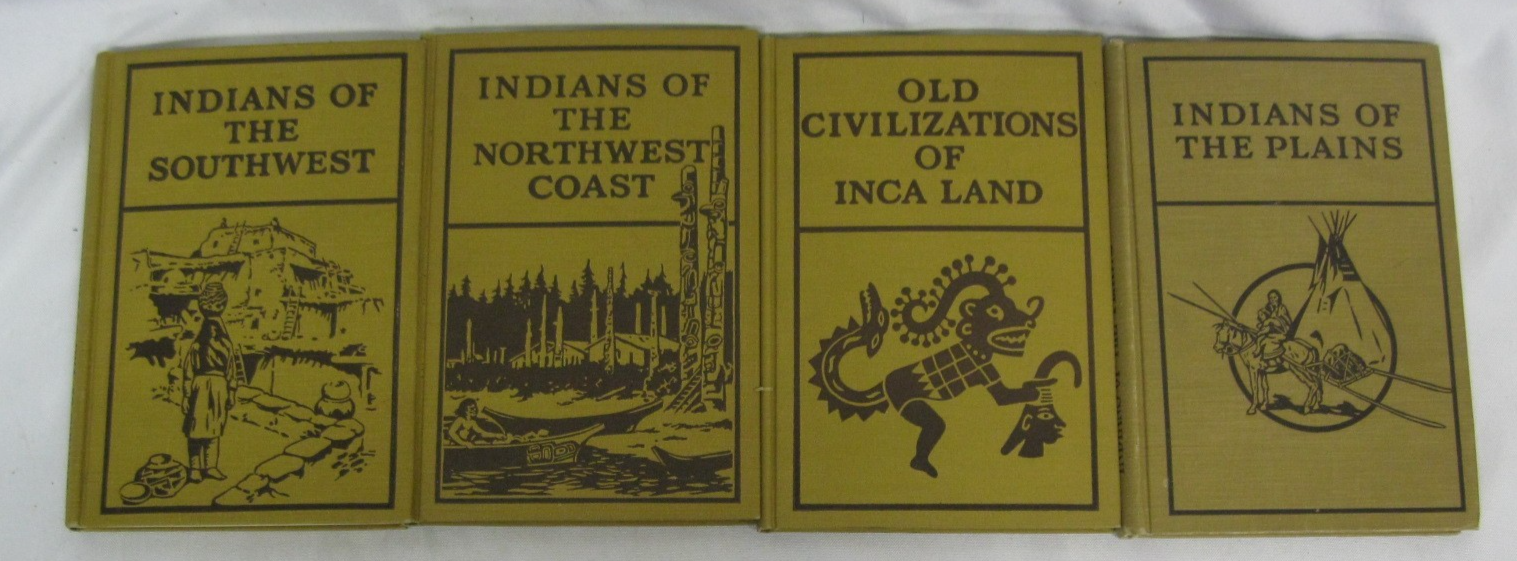 INDIANS OF
THE
SOUTHWEST
INDIANS OF
THE
NORTHWEST
COAST
OLD
CIVILIZATIONS
OF
INCA LAND
INDIANS OF
THE PLAINS